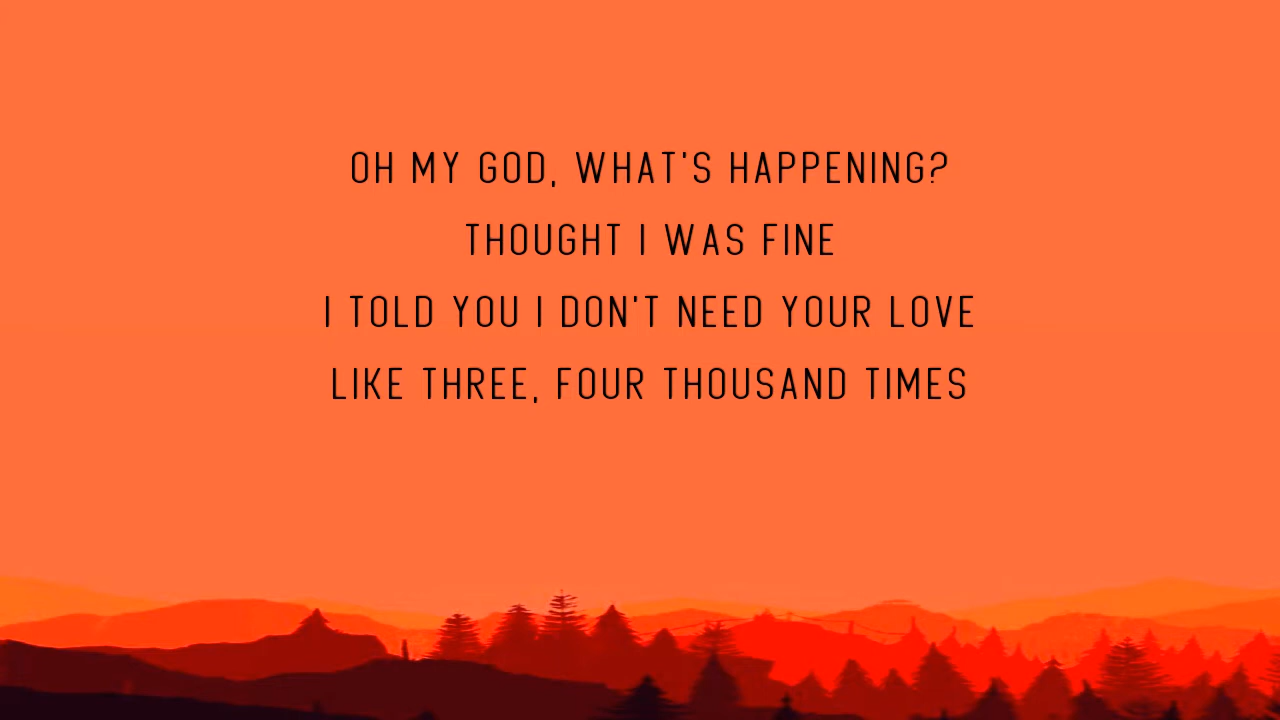 OH MY GOD, WHAT'S HAPPENING?
THOUGHT I WAS FINE
I TOLD YOU I DON'T NEED YOUR LOVE
LIKE THREE, FOUR THOUSAND TIMES